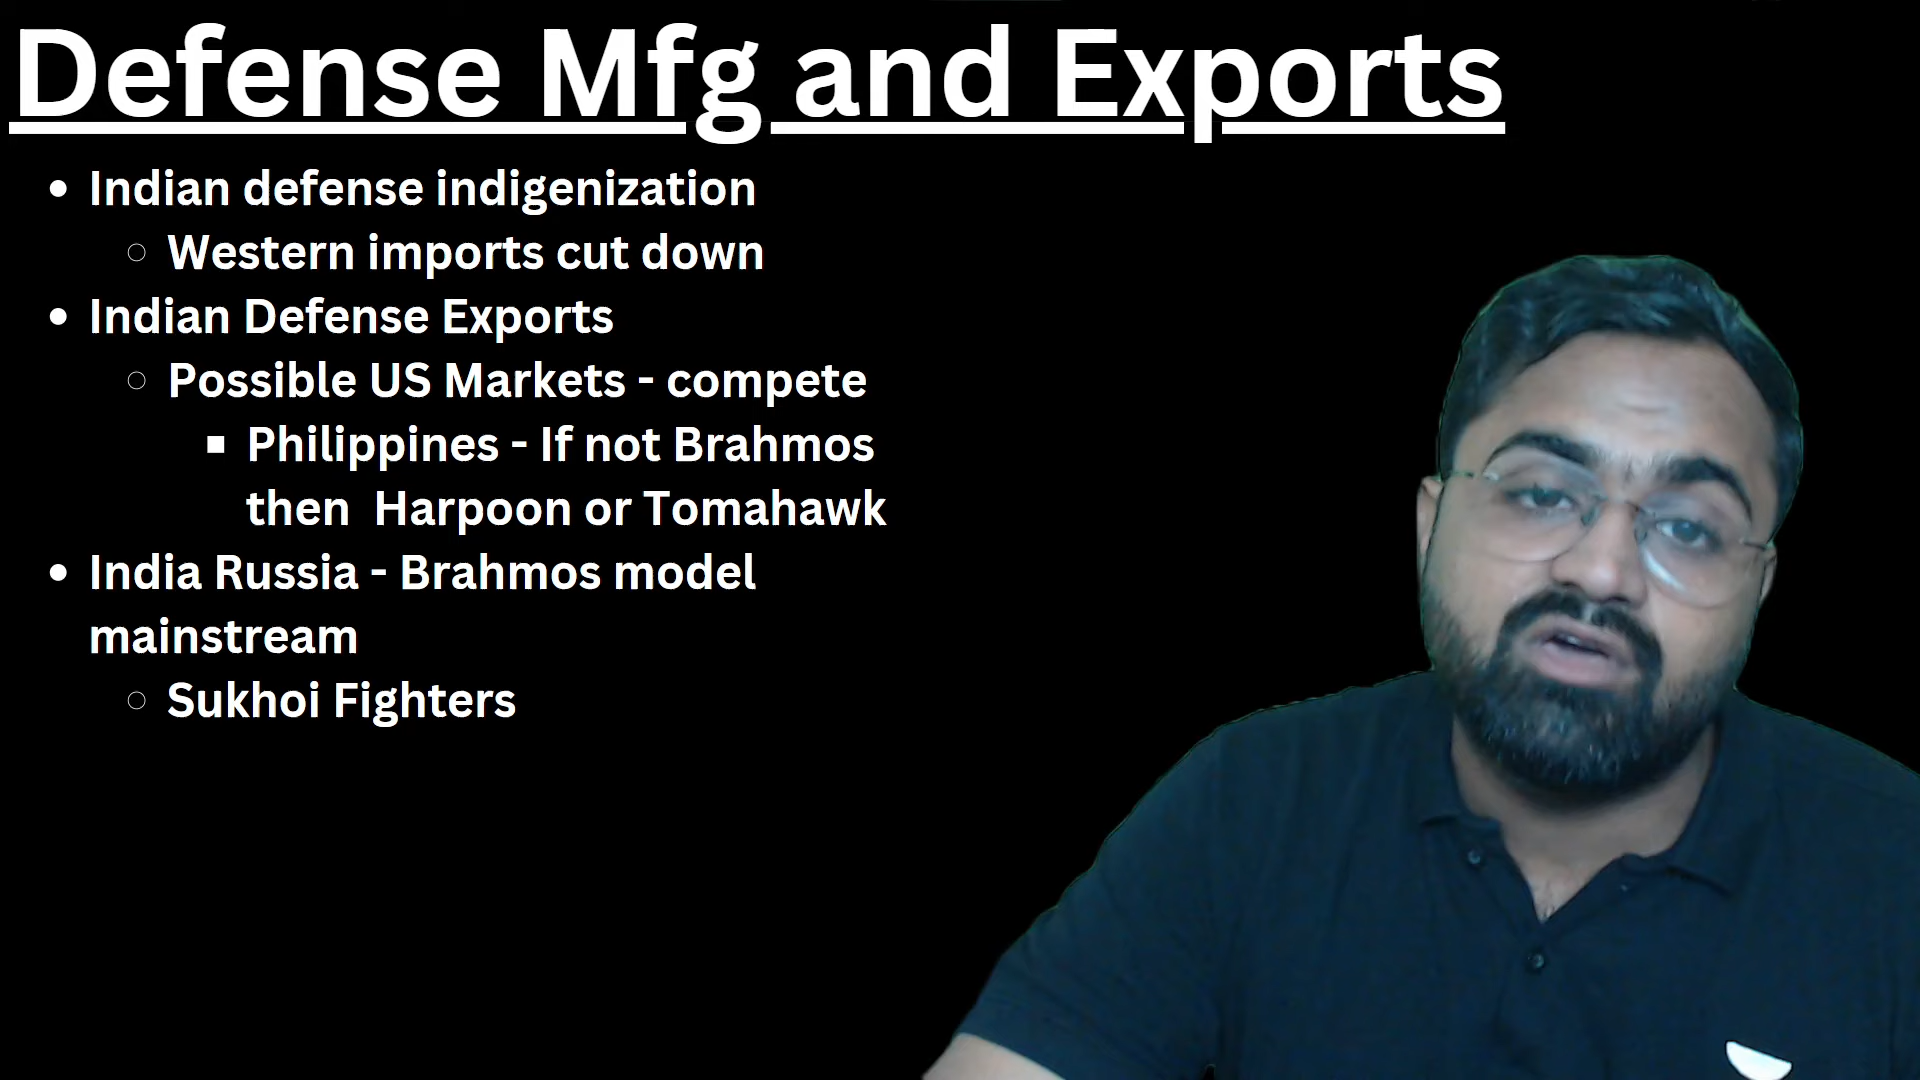 Defense Mfg and Exports
• Indian defense indigenization
○ Western imports cut down
• Indian Defense Exports
○ Possible US Markets - compete
▪ Philippines - If not Brahmos
then Harpoon or Tomahawk
• India Russia - Brahmos model
mainstream
○ Sukhoi Fighters